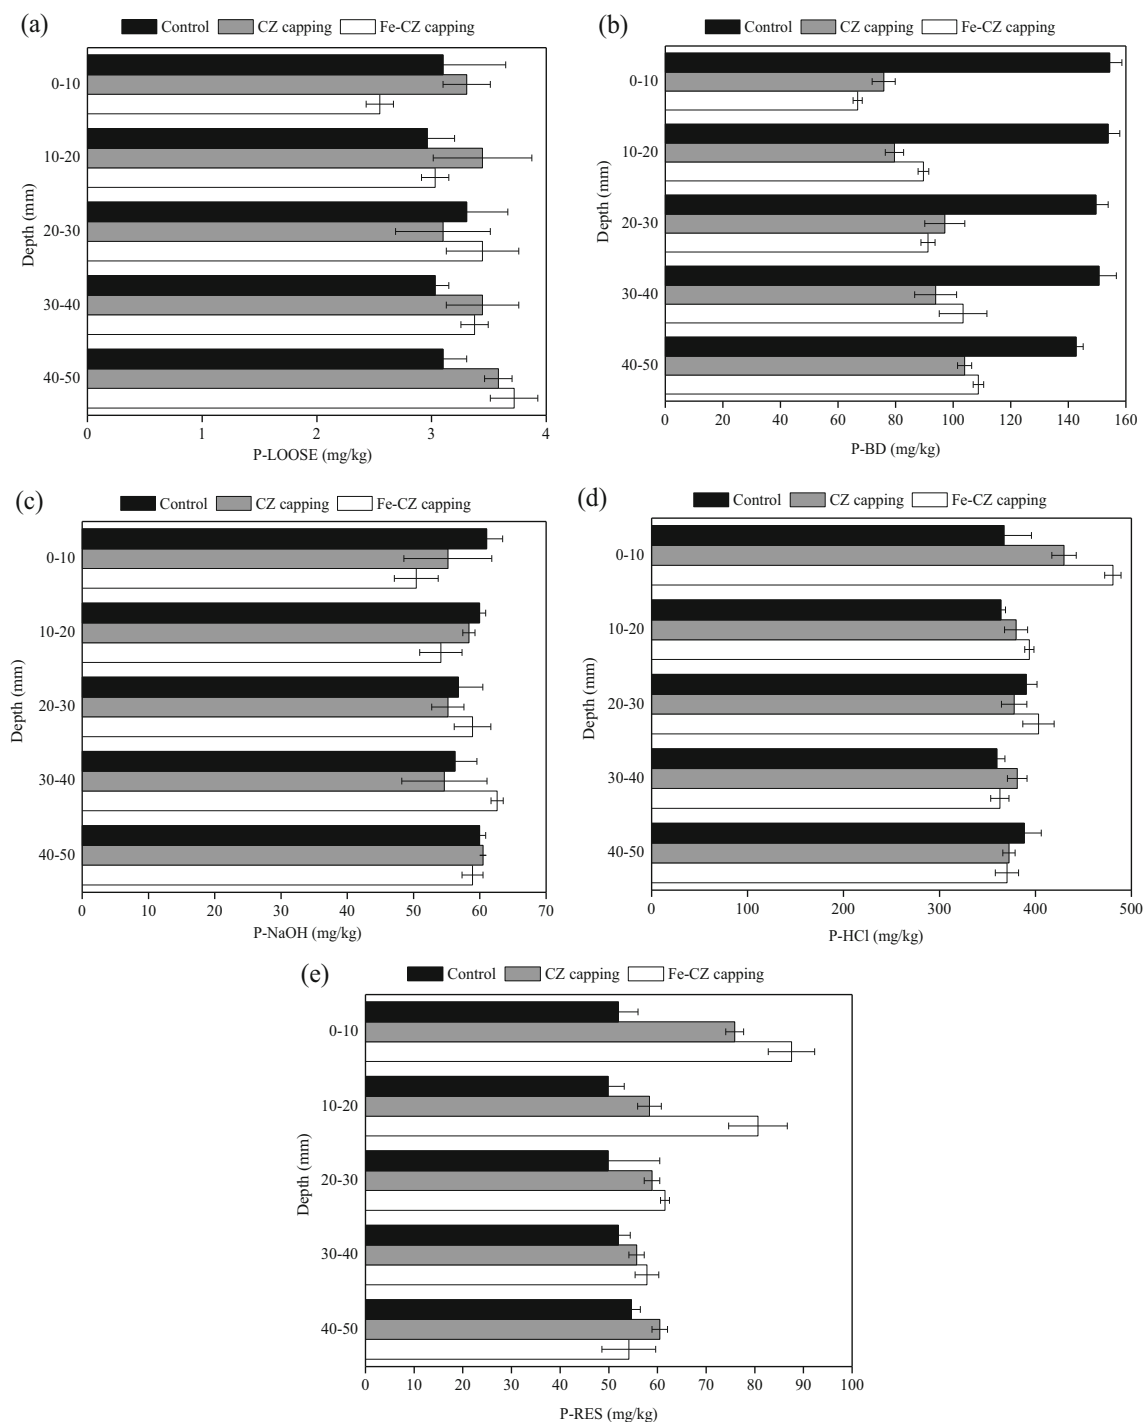 (a)
Control CZ capping Fe-CZ capping
0-10
10-20
20-30
30-40
40-50
Depth (mm)
0 1 2 3 4
P-LOOSE (mg/kg)
(b)
Control CZ capping Fe-CZ capping
0-10
10-20
20-30
30-40
40-50
Depth (mm)
0 20 40 60 80 100 120 140 160
P-BD (mg/kg)
(c)
Control CZ capping Fe-CZ capping
0-10
10-20
20-30
30-40
40-50
Depth (mm)
0 10 20 30 40 50 60 70
P-NaOH (mg/kg)
(d)
Control CZ capping Fe-CZ capping
0-10
10-20
20-30
30-40
40-50
Depth (mm)
0 100 200 300 400 500
P-HCl (mg/kg)
(e)
Control CZ capping Fe-CZ capping
0-10
10-20
20-30
30-40
40-50
Depth (mm)
0 10 20 30 40 50 60 70 80 90 100
P-RES (mg/kg)